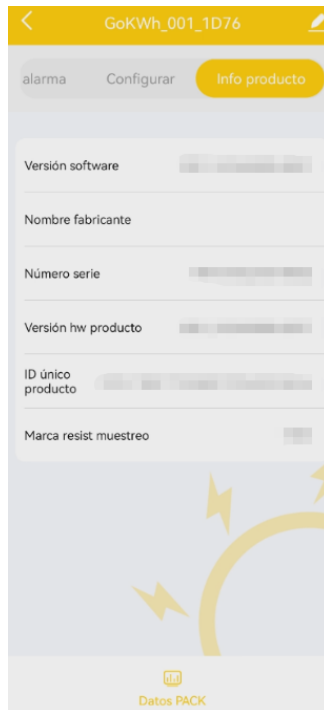 GoKWh_001_1D76
alarma Configurar Info producto
Versión software
Nombre fabricante
Número serie
Versión hw producto
ID único
producto
Marca resist muestreo
Datos PACK